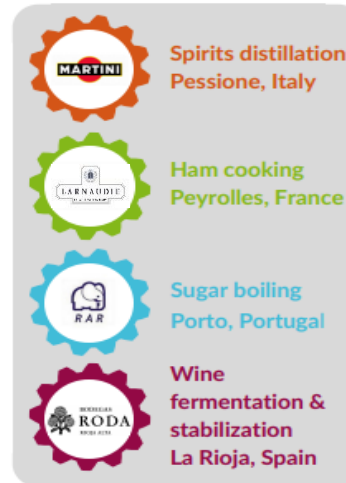 MARTINI
Spirits distillation
Pessione, Italy
LARNAUDIE
Ham cooking
Peyrolles, France
RAR
Sugar boiling
Porto, Portugal
BODEGAS
RODA
RIOJA ALTA
Wine
fermentation &
stabilization
La Rioja, Spain